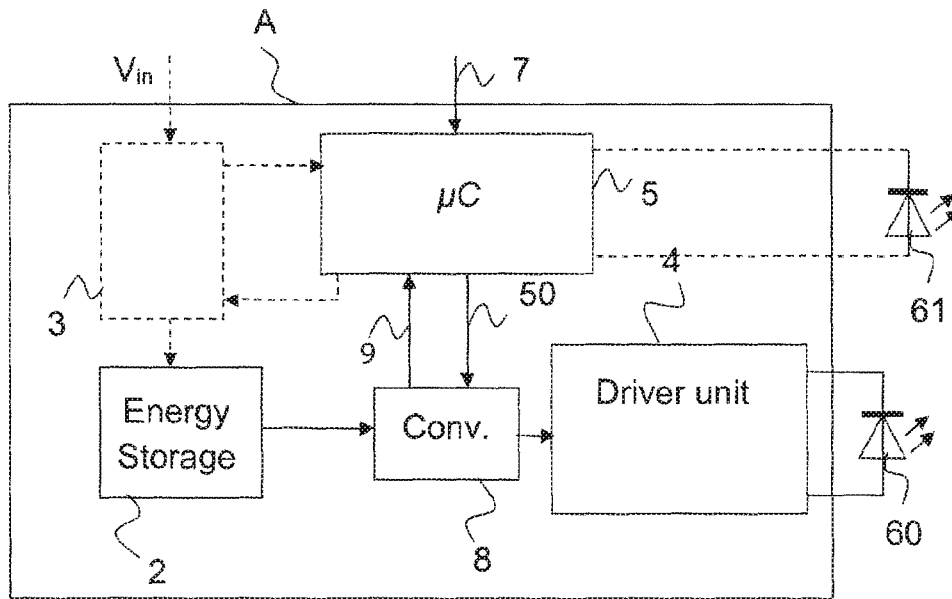 A
V_in
7
µC
5
4
3
9
50
61
Energy
Storage
Conv.
Driver unit
2
8
60